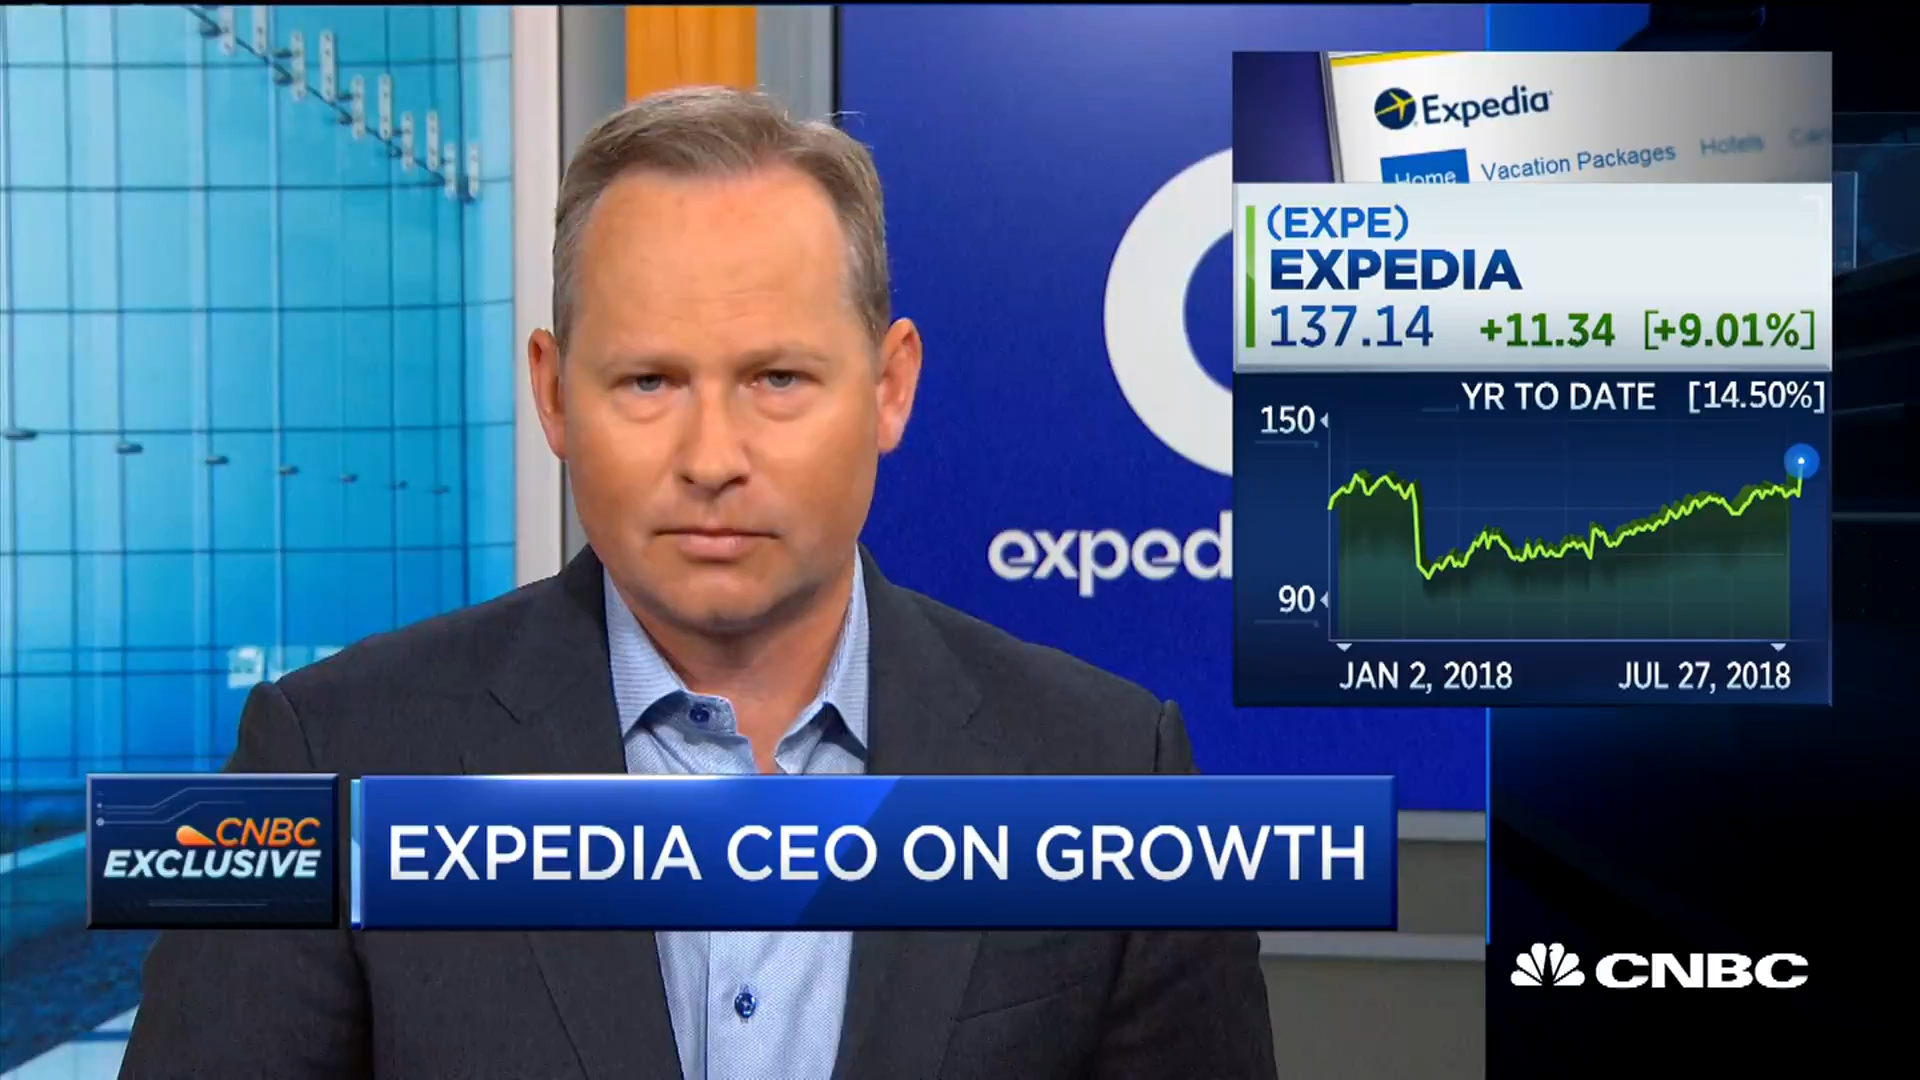 Expedia
Home Vacation Packages Hotels
(EXPE)
EXPEDIA
137.14 +11.34 [+9.01%]
YR TO DATE [14.50%]
150
90
JAN 2, 2018 JUL 27, 2018
exped
CNBC
EXCLUSIVE
EXPEDIA CEO ON GROWTH
CNBC